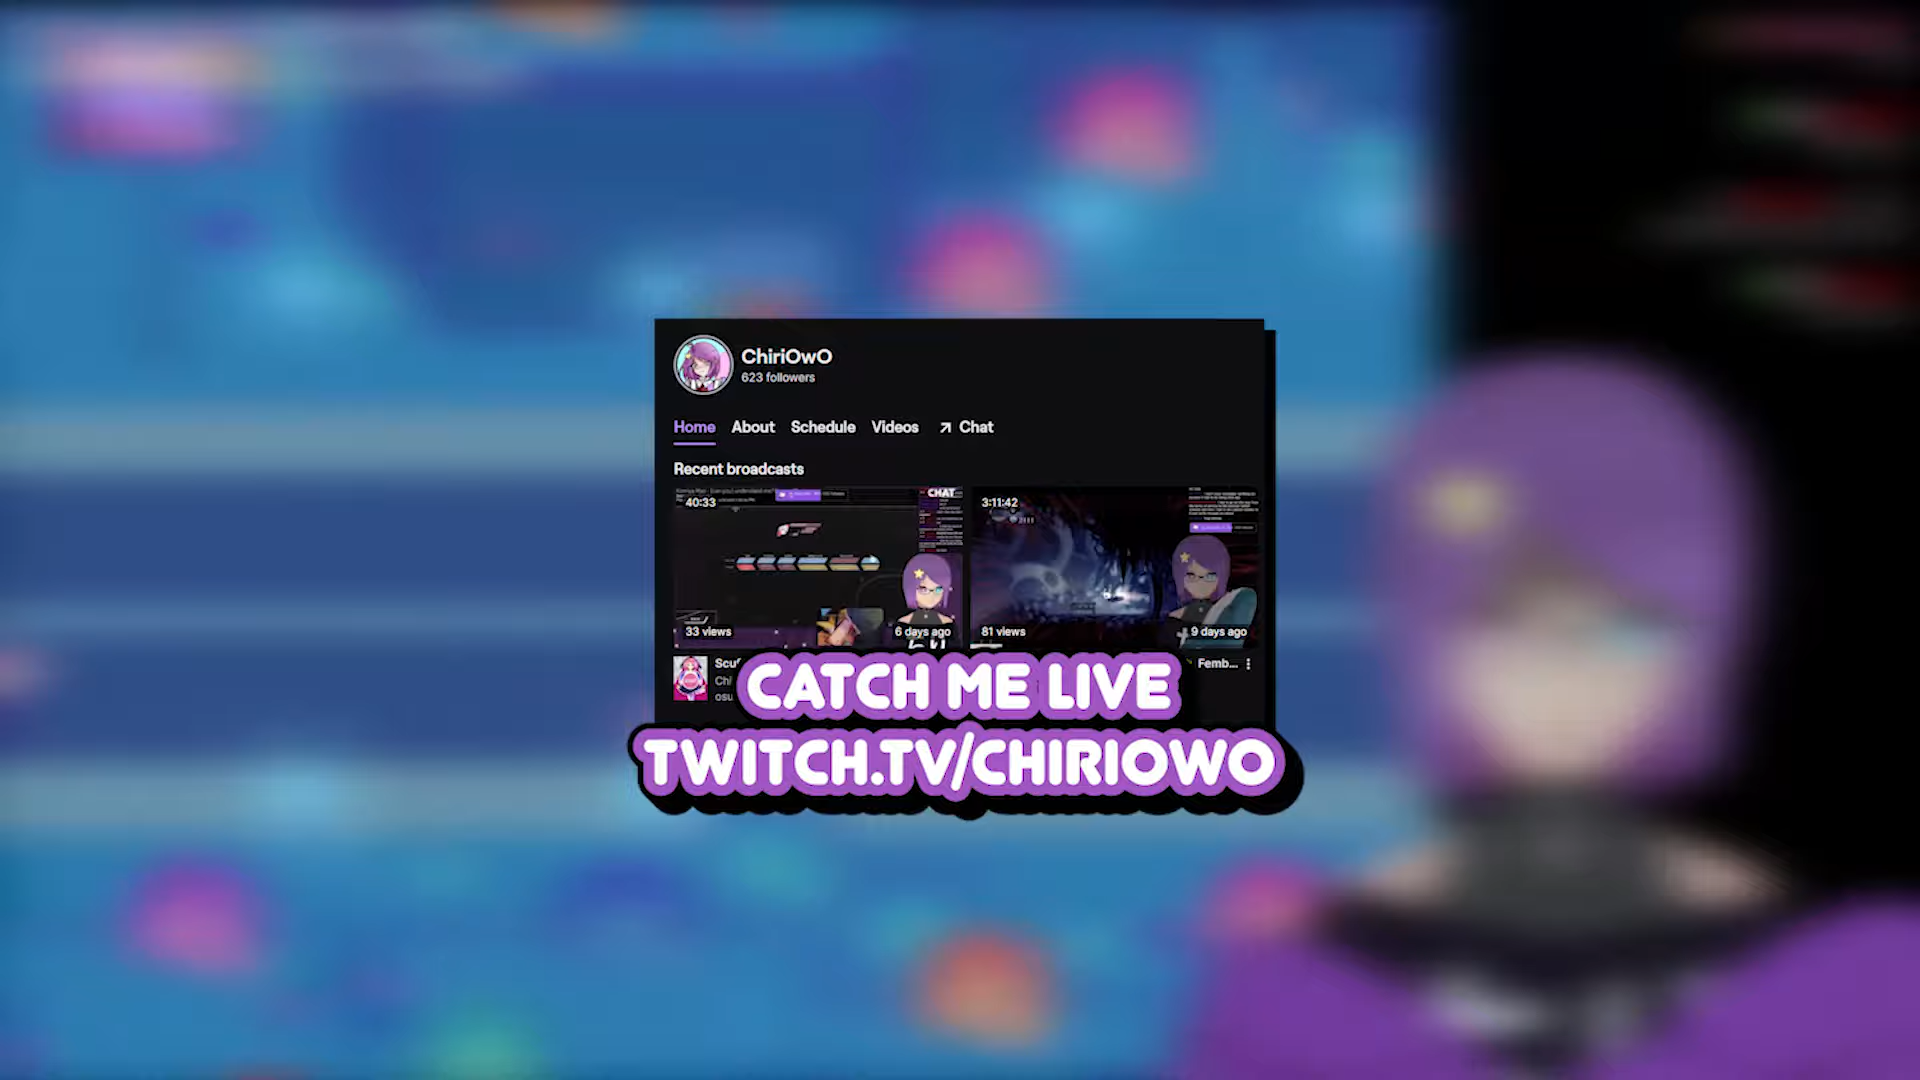 ChiriOwO
623 followers
Home About Schedule Videos Chat
Recent broadcasts
40:33
CHAT
3:11:42
33 views
6 days ago
81 views
9 days ago
Femb...
CATCH ME LIVE
TWITCH.TV/CHIRIOWO